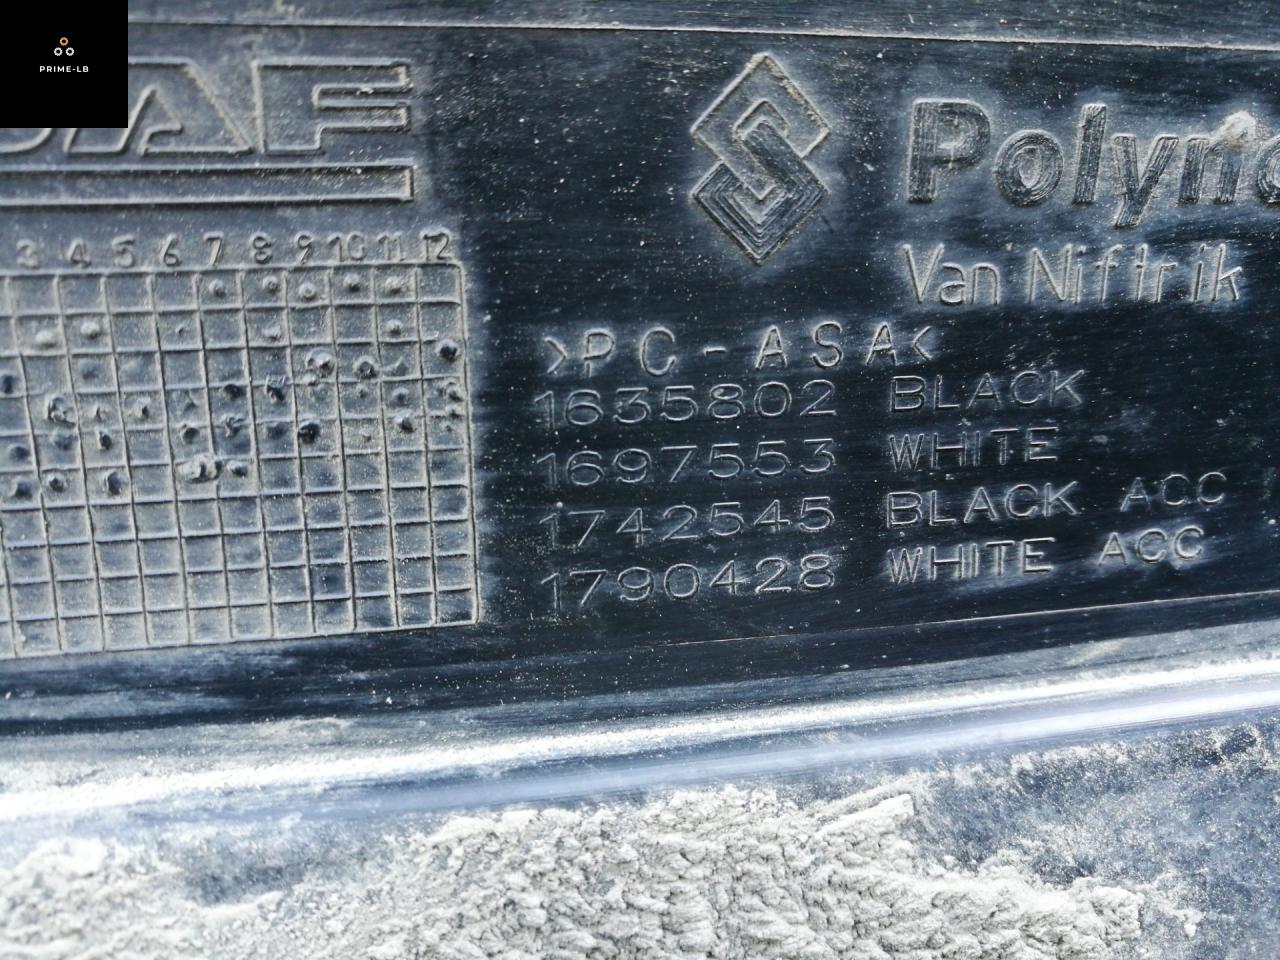 PRIME-LB
DAF
3 4 5 6 7 8 9 10 11 12
Van Niftrik
>PC-ASA<
1635802 BLACK
1697553 WHITE
1742545 BLACK ACC
1790428 WHITE ACC